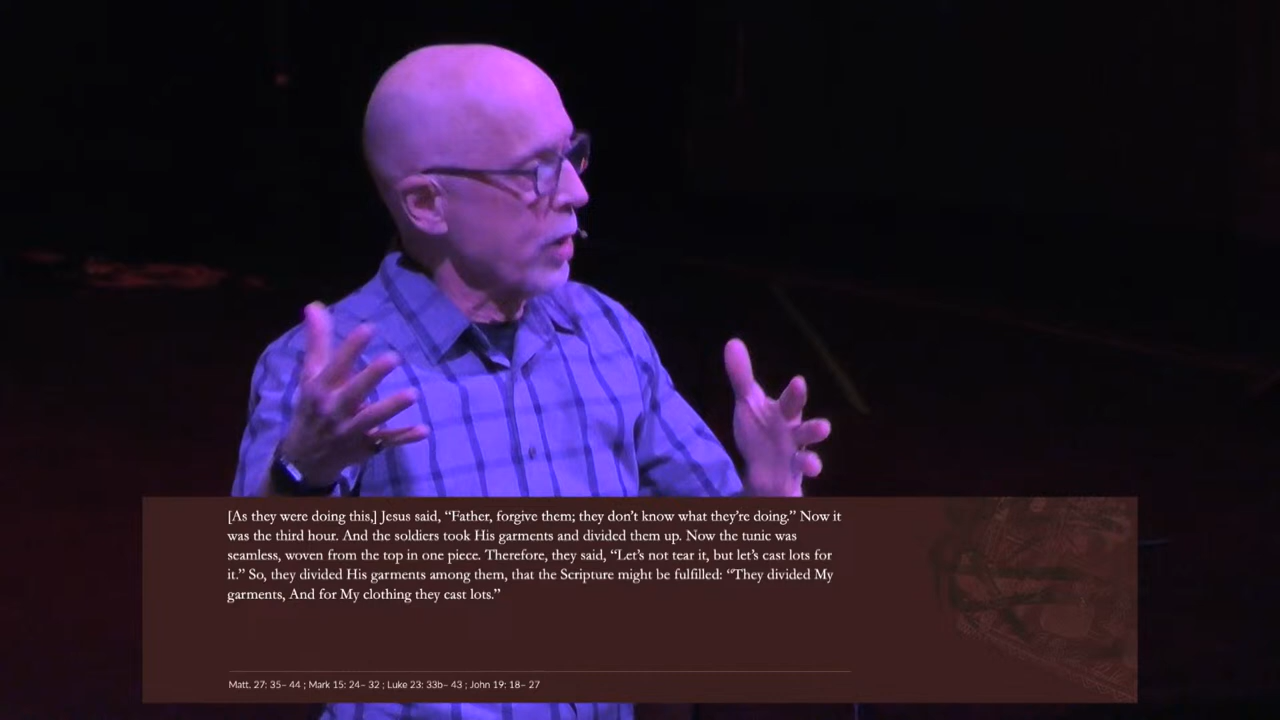 [As they were doing this,] Jesus said, “Father, forgive them; they don’t know what they’re doing.” Now it
was the third hour. And the soldiers took His garments and divided them up. Now the tunic was
seamless, woven from the top in one piece. Therefore, they said, “Let’s not tear it, but let’s cast lots for
it.” So, they divided His garments among them, that the Scripture might be fulfilled: “They divided My
garments, And for My clothing they cast lots.”
Matt. 27: 35– 44 ; Mark 15: 24– 32 ; Luke 23: 33b– 43 ; John 19: 18– 27